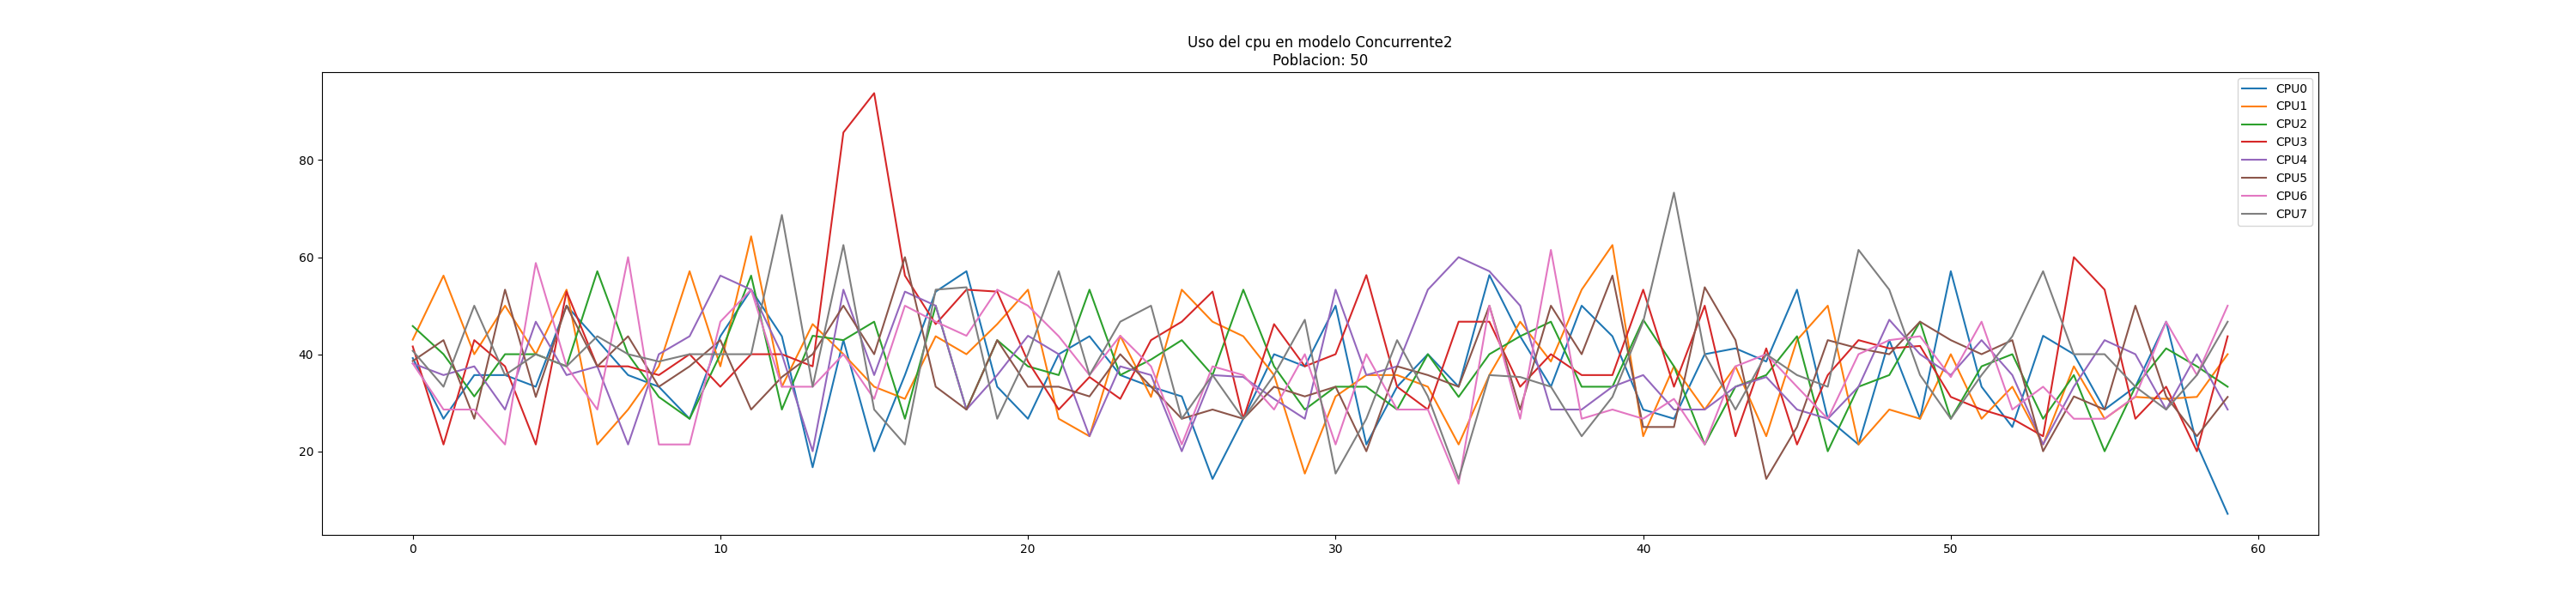 Uso del cpu en modelo Concurrente2
Poblacion: 50
CPU0
CPU1
CPU2
CPU3
CPU4
CPU5
CPU6
CPU7
80
60
40
20
0 10 20 30 40 50 60